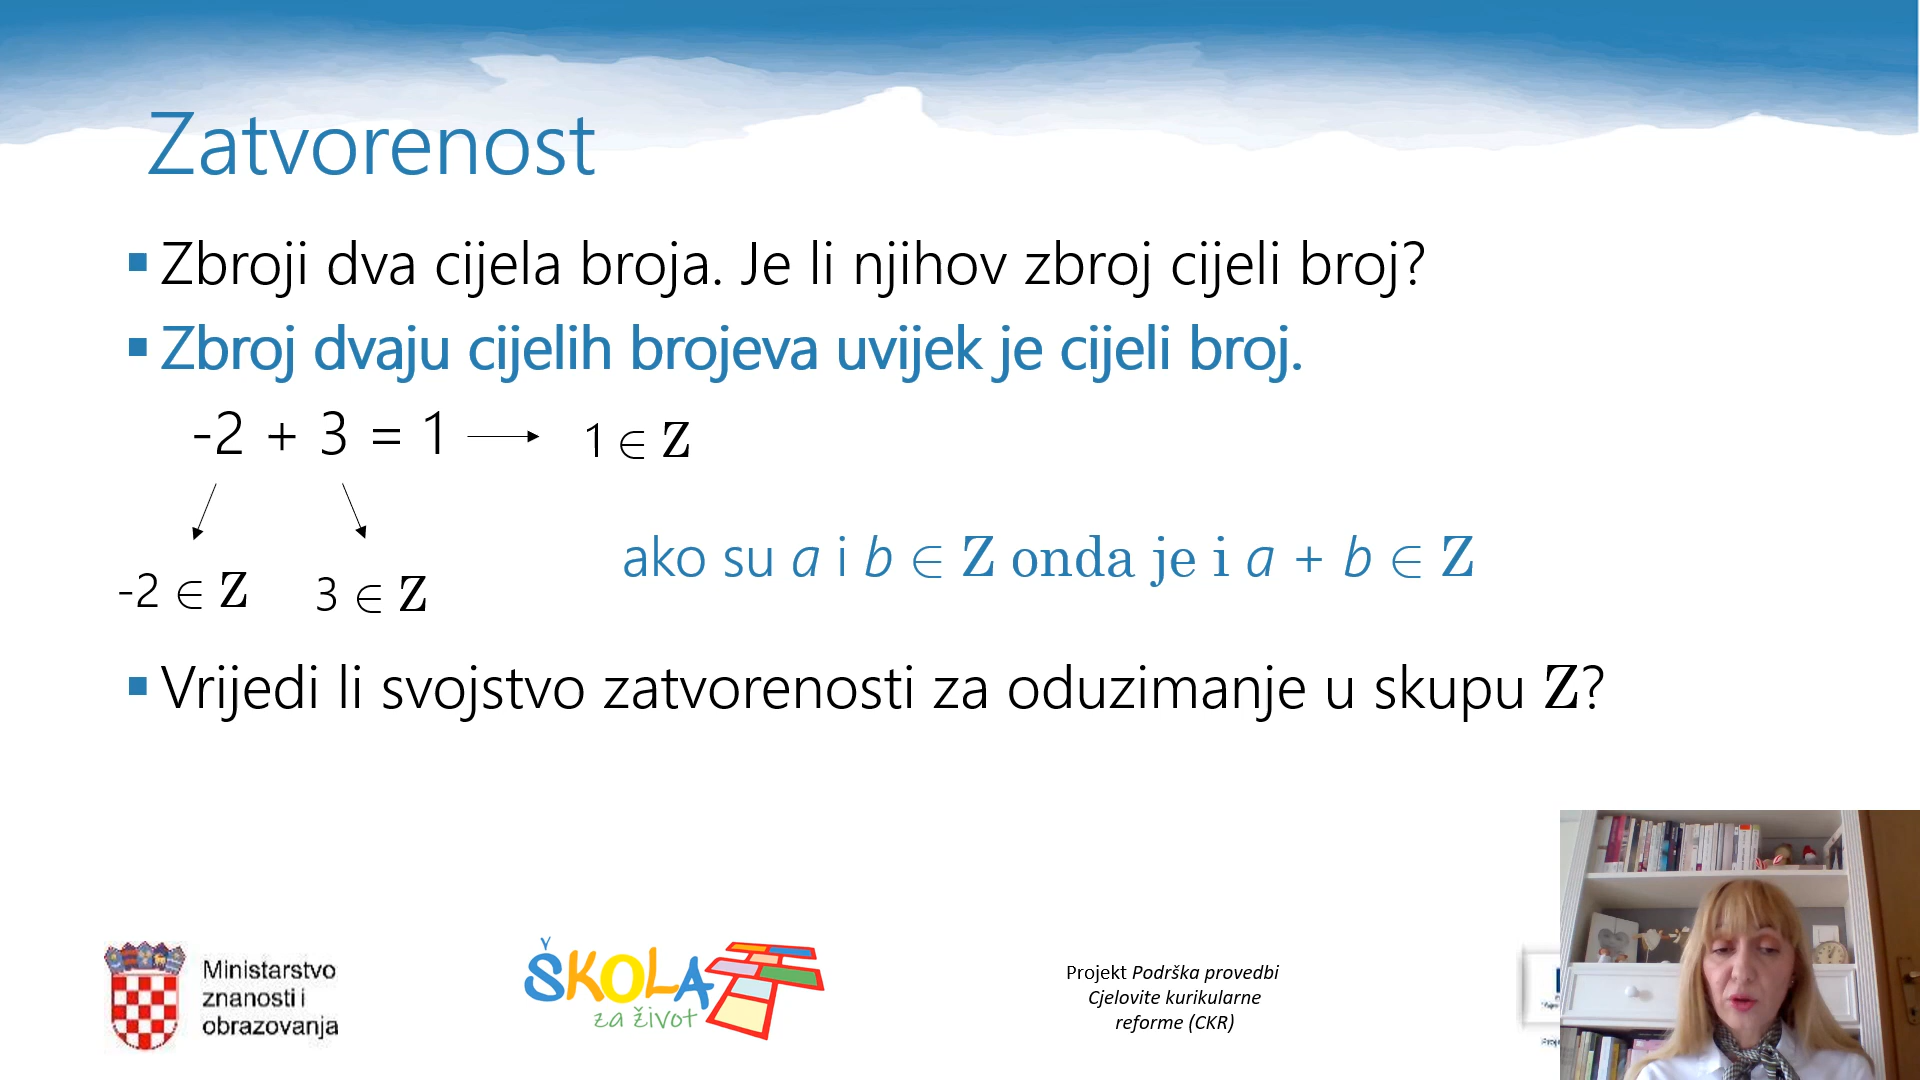 Zatvorenost
Zbroji dva cijela broja. Je li njihov zbroj cijeli broj?
Zbroj dvaju cijelih brojeva uvijek je cijeli broj.
-2 + 3 = 1
1 ∈ Z
-2 ∈ Z
3 ∈ Z
ako su a i b ∈ Z onda je i a + b ∈ Z
Vrijedi li svojstvo zatvorenosti za oduzimanje u skupu Z?
Ministarstvo
znanosti i
obrazovanja
ŠKOLA
za život
Projekt Podrška provedbi
Cjelovite kurikularne
reforme (CKR)